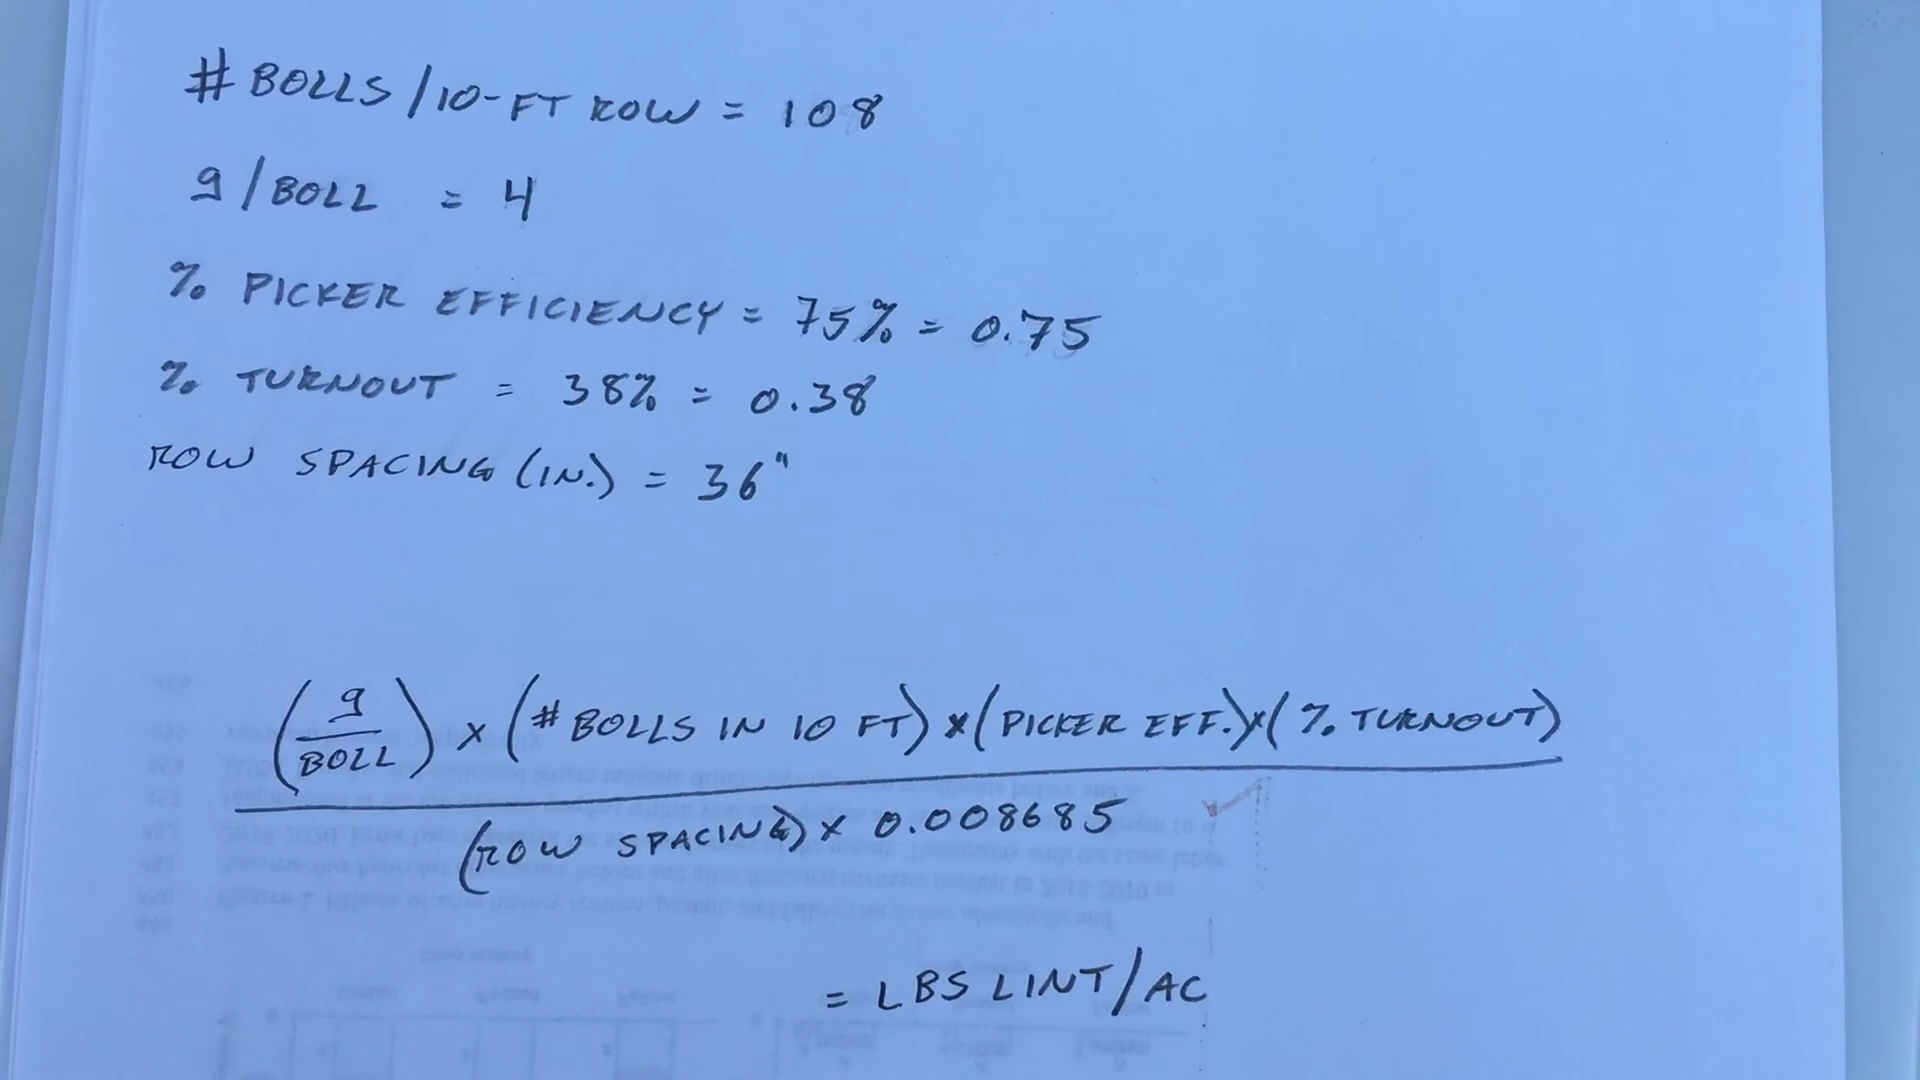 # BOLLS / 10-FT ROW = 108
g / BOLL = 4
% PICKER EFFICIENCY = 75% = 0.75
% TURNOUT = 38% = 0.38
ROW SPACING (IN.) = 36"
(g/BOLL) x (# BOLLS IN 10 FT) x (PICKER EFF.) x (% TURNOUT)
(ROW SPACING) x 0.008685
= LBS LINT/AC